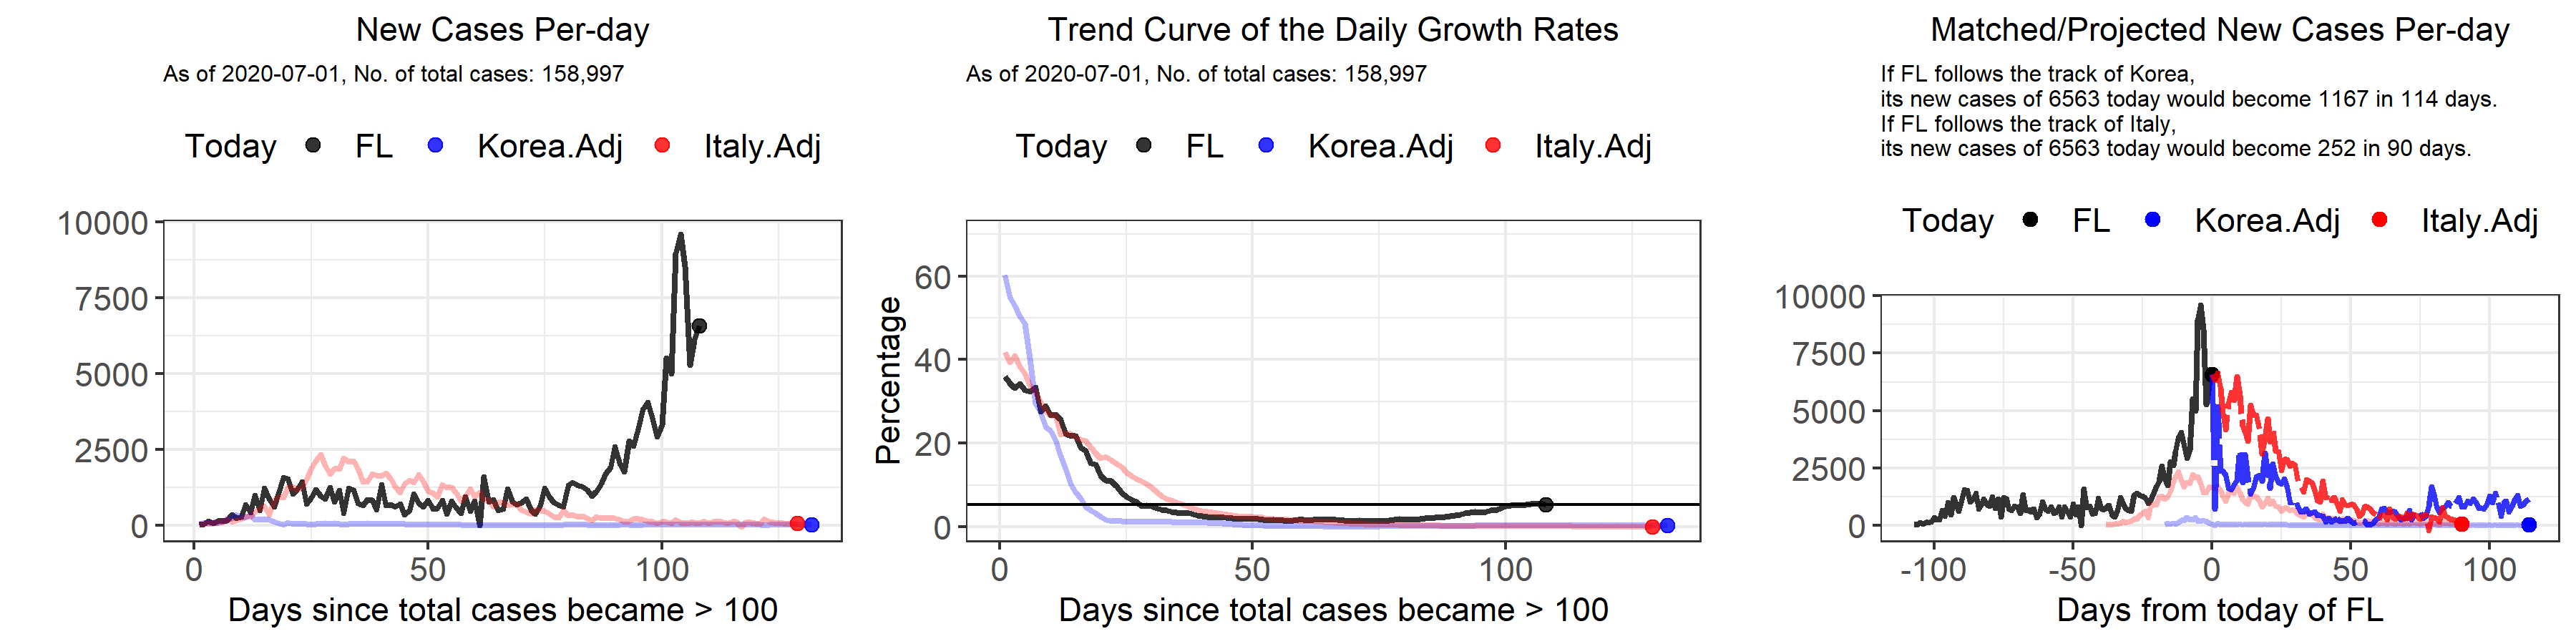 New Cases Per-day
As of 2020-07-01, No. of total cases: 158,997
Today FL Korea.Adj Italy.Adj
10000
7500
5000
2500
0
0 50 100
Days since total cases became > 100
Trend Curve of the Daily Growth Rates
As of 2020-07-01, No. of total cases: 158,997
Today FL Korea.Adj Italy.Adj
Percentage
60
40
20
0
0 50 100
Days since total cases became > 100
Matched/Projected New Cases Per-day
If FL follows the track of Korea,
its new cases of 6563 today would become 1167 in 114 days.
If FL follows the track of Italy,
its new cases of 6563 today would become 252 in 90 days.
Today FL Korea.Adj Italy.Adj
10000
7500
5000
2500
0
-100 -50 0 50 100
Days from today of FL